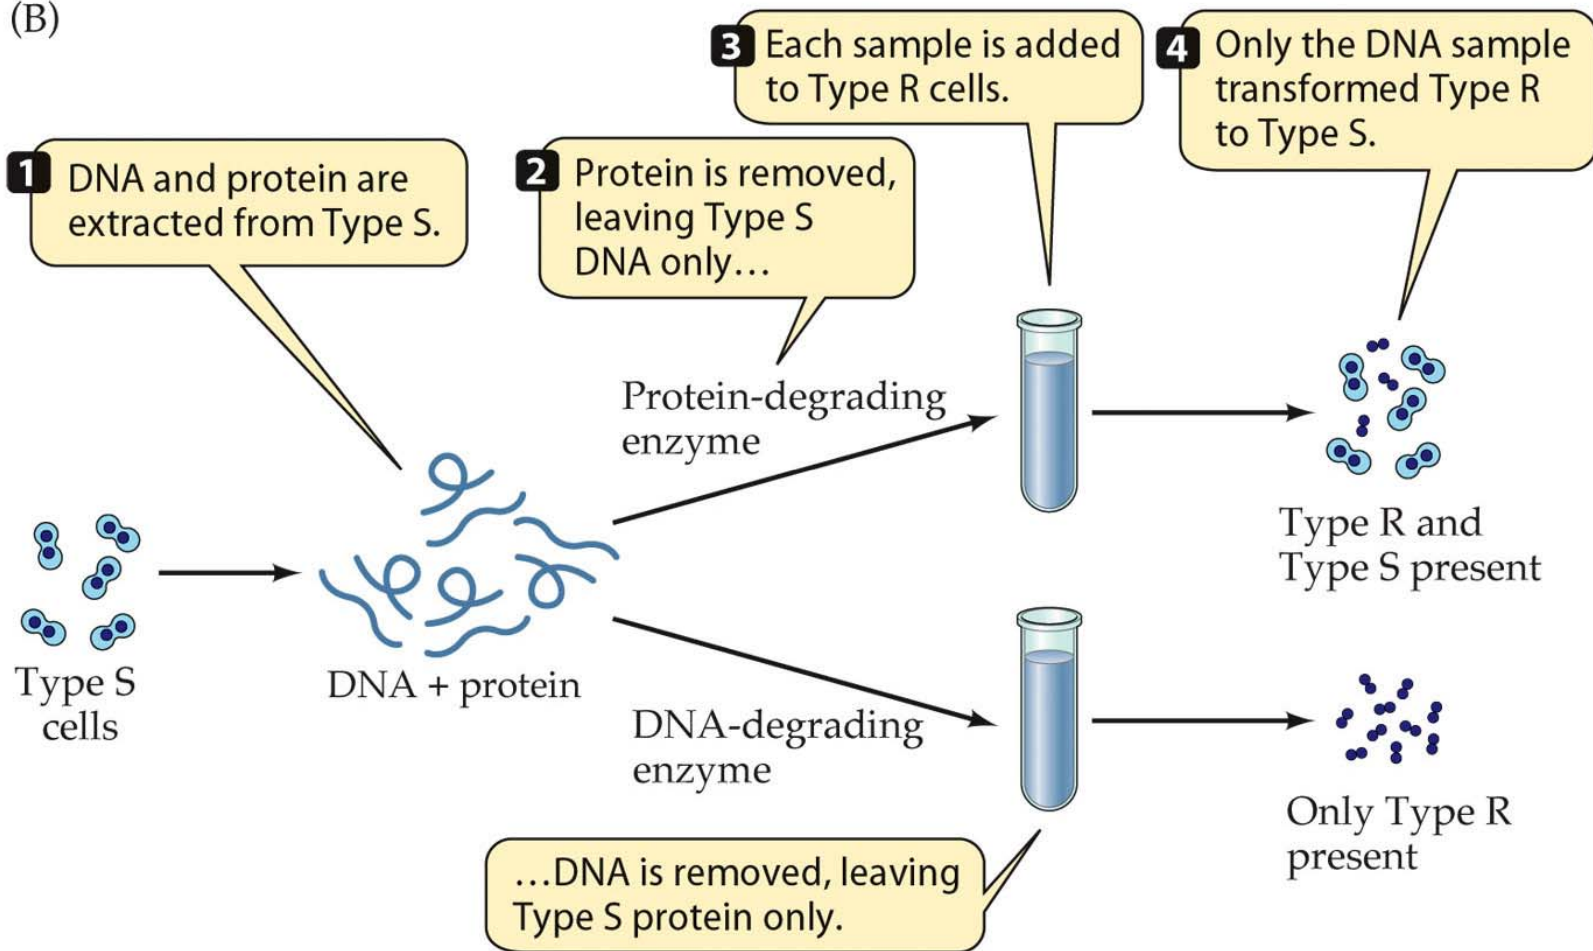 (B)
1 DNA and protein are
extracted from Type S.
2 Protein is removed,
leaving Type S
DNA only…
3 Each sample is added
to Type R cells.
4 Only the DNA sample
transformed Type R
to Type S.
Type S
cells
DNA + protein
Protein-degrading
enzyme
DNA-degrading
enzyme
…DNA is removed, leaving
Type S protein only.
Type R and
Type S present
Only Type R
present